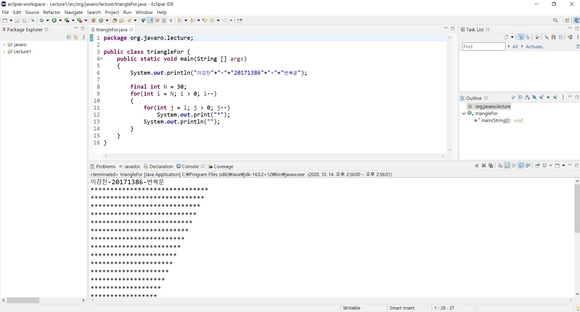 eclipse-workspace - Lecture1/src/org/javaro/lecture/triangleFor.java - Eclipse IDE
File Edit Source Refactor Navigate Search Project Run Window Help
Package Explorer
javaro
Lecture1
triangleFor.java
1 package org.javaro.lecture;
2
3 public class triangleFor {
4 public static void main(String [] args)
5 {
6 System.out.println("이강찬"+"-"+"20171386"+"-"+"반복문");
7
8 final int N = 30;
9 for(int i = N; i > 0; i--)
10 {
11 for(int j = i; j > 0; j--)
12 System.out.print("*");
13 System.out.println("");
14 }
15 }
16 }
Task List
Find
All
Activate...
Outline
org.javaro.lecture
triangleFor
main(String[]) : void
Problems Javadoc Declaration Console Coverage
<terminated> triangleFor [Java Application] C:\Program Files (x86)\Java\jdk-14.0.2+12\bin\javaw.exe (2020. 10. 14. 오후 2:56:00 – 오후 2:56:01)
이강찬-20171386-반복문
******************************
*****************************
****************************
***************************
**************************
*************************
************************
***********************
**********************
*********************
********************
*******************
******************
*****************
Writable
Smart Insert
1 : 28 : 27